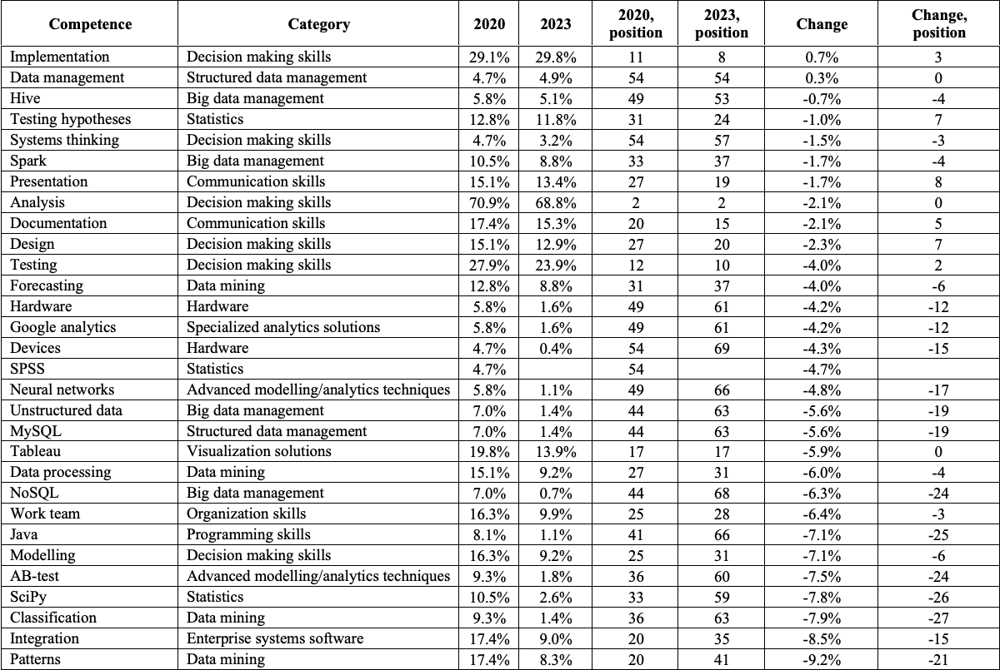 Competence Category 2020 2023 2020, position 2023, position Change Change, position
Implementation Decision making skills 29.1% 29.8% 11 8 0.7% 3
Data management Structured data management 4.7% 4.9% 54 54 0.3% 0
Hive Big data management 5.8% 5.1% 49 53 -0.7% -4
Testing hypotheses Statistics 12.8% 11.8% 31 24 -1.0% 7
Systems thinking Decision making skills 4.7% 3.2% 54 57 -1.5% -3
Spark Big data management 10.5% 8.8% 33 37 -1.7% -4
Presentation Communication skills 15.1% 13.4% 27 19 -1.7% 8
Analysis Decision making skills 70.9% 68.8% 2 2 -2.1% 0
Documentation Communication skills 17.4% 15.3% 20 15 -2.1% 5
Design Decision making skills 15.1% 12.9% 27 20 -2.3% 7
Testing Decision making skills 27.9% 23.9% 12 10 -4.0% 2
Forecasting Data mining 12.8% 8.8% 31 37 -4.0% -6
Hardware Hardware 5.8% 1.6% 49 61 -4.2% -12
Google analytics Specialized analytics solutions 5.8% 1.6% 49 61 -4.2% -12
Devices Hardware 4.7% 0.4% 54 69 -4.3% -15
SPSS Statistics 4.7% 54 -4.7%
Neural networks Advanced modelling/analytics techniques 5.8% 1.1% 49 66 -4.8% -17
Unstructured data Big data management 7.0% 1.4% 44 63 -5.6% -19
MySQL Structured data management 7.0% 1.4% 44 63 -5.6% -19
Tableau Visualization solutions 19.8% 13.9% 17 17 -5.9% 0
Data processing Data mining 15.1% 9.2% 27 31 -6.0% -4
NoSQL Big data management 7.0% 0.7% 44 68 -6.3% -24
Work team Organization skills 16.3% 9.9% 25 28 -6.4% -3
Java Programming skills 8.1% 1.1% 41 66 -7.1% -25
Modelling Decision making skills 16.3% 9.2% 25 31 -7.1% -6
AB-test Advanced modelling/analytics techniques 9.3% 1.8% 36 60 -7.5% -24
SciPy Statistics 10.5% 2.6% 33 59 -7.8% -26
Classification Data mining 9.3% 1.4% 36 63 -7.9% -27
Integration Enterprise systems software 17.4% 9.0% 20 35 -8.5% -15
Patterns Data mining 17.4% 8.3% 20 41 -9.2% -21